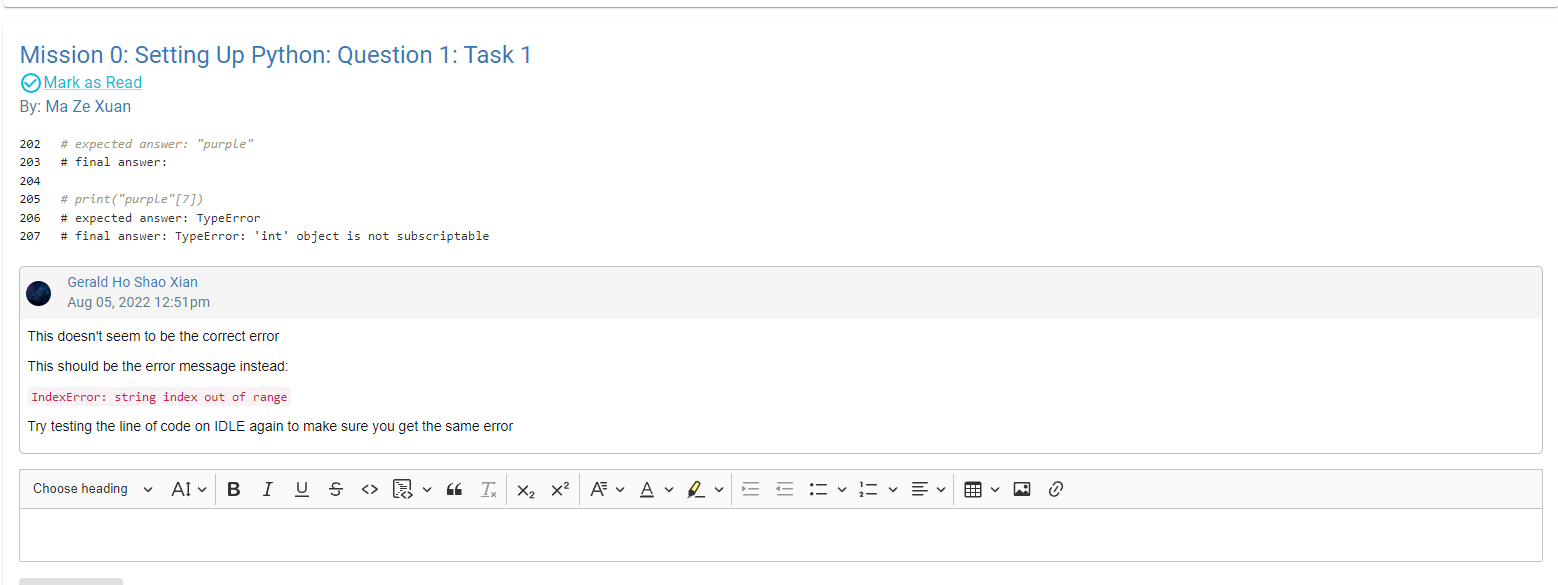 Mission 0: Setting Up Python: Question 1: Task 1
Mark as Read
By: Ma Ze Xuan
202 # expected answer: "purple"
203 # final answer:
204
205 # print("purple"[7])
206 # expected answer: TypeError
207 # final answer: TypeError: 'int' object is not subscriptable
Gerald Ho Shao Xian
Aug 05, 2022 12:51pm
This doesn't seem to be the correct error
This should be the error message instead:
IndexError: string index out of range
Try testing the line of code on IDLE again to make sure you get the same error
Choose heading